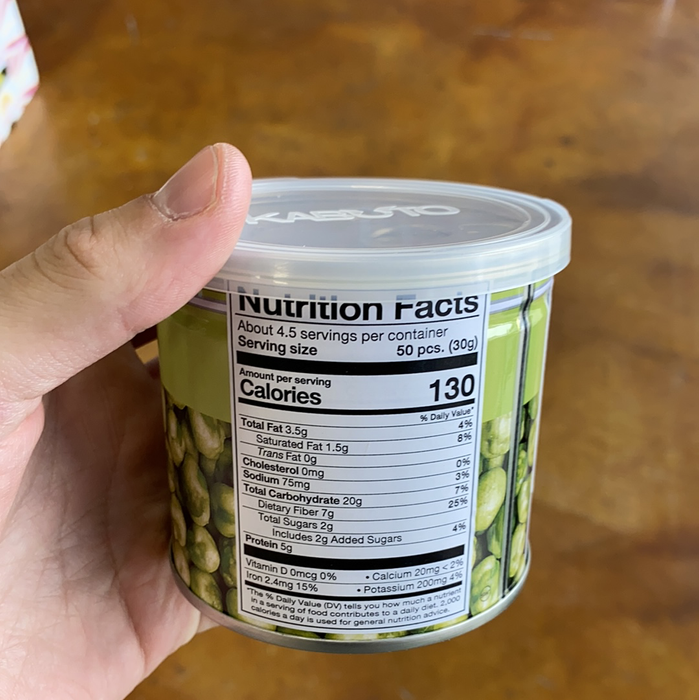 KABUTO
Nutrition Facts
About 4.5 servings per container
Serving size 50 pcs. (30g)
Amount per serving
Calories 130
% Daily Value*
Total Fat 3.5g 4%
Saturated Fat 1.5g 8%
Trans Fat 0g
Cholesterol 0mg 0%
Sodium 75mg 3%
Total Carbohydrate 20g 7%
Dietary Fiber 7g 25%
Total Sugars 2g
Includes 2g Added Sugars 4%
Protein 5g
Vitamin D 0mcg 0% • Calcium 20mg < 2%
Iron 2.4mg 15% • Potassium 200mg 4%
*The % Daily Value (DV) tells you how much a nutrient
in a serving of food contributes to a daily diet. 2,000
calories a day is used for general nutrition advice.